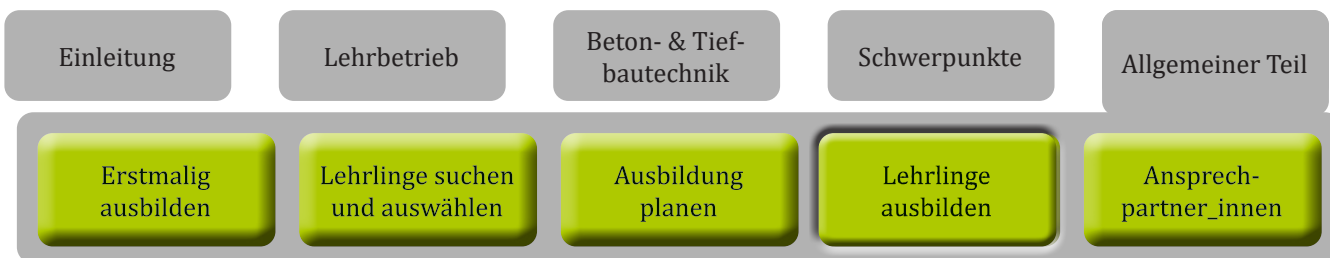 Einleitung
Lehrbetrieb
Beton- & Tief-
bautechnik
Schwerpunkte
Allgemeiner Teil
Erstmalig
ausbilden
Lehrlinge suchen
und auswählen
Ausbildung
planen
Lehrlinge
ausbilden
Ansprech-
partner_innen